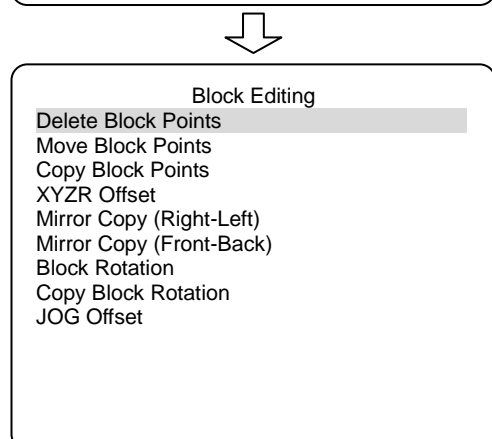 Block Editing
Delete Block Points
Move Block Points
Copy Block Points
XYZR Offset
Mirror Copy (Right-Left)
Mirror Copy (Front-Back)
Block Rotation
Copy Block Rotation
JOG Offset